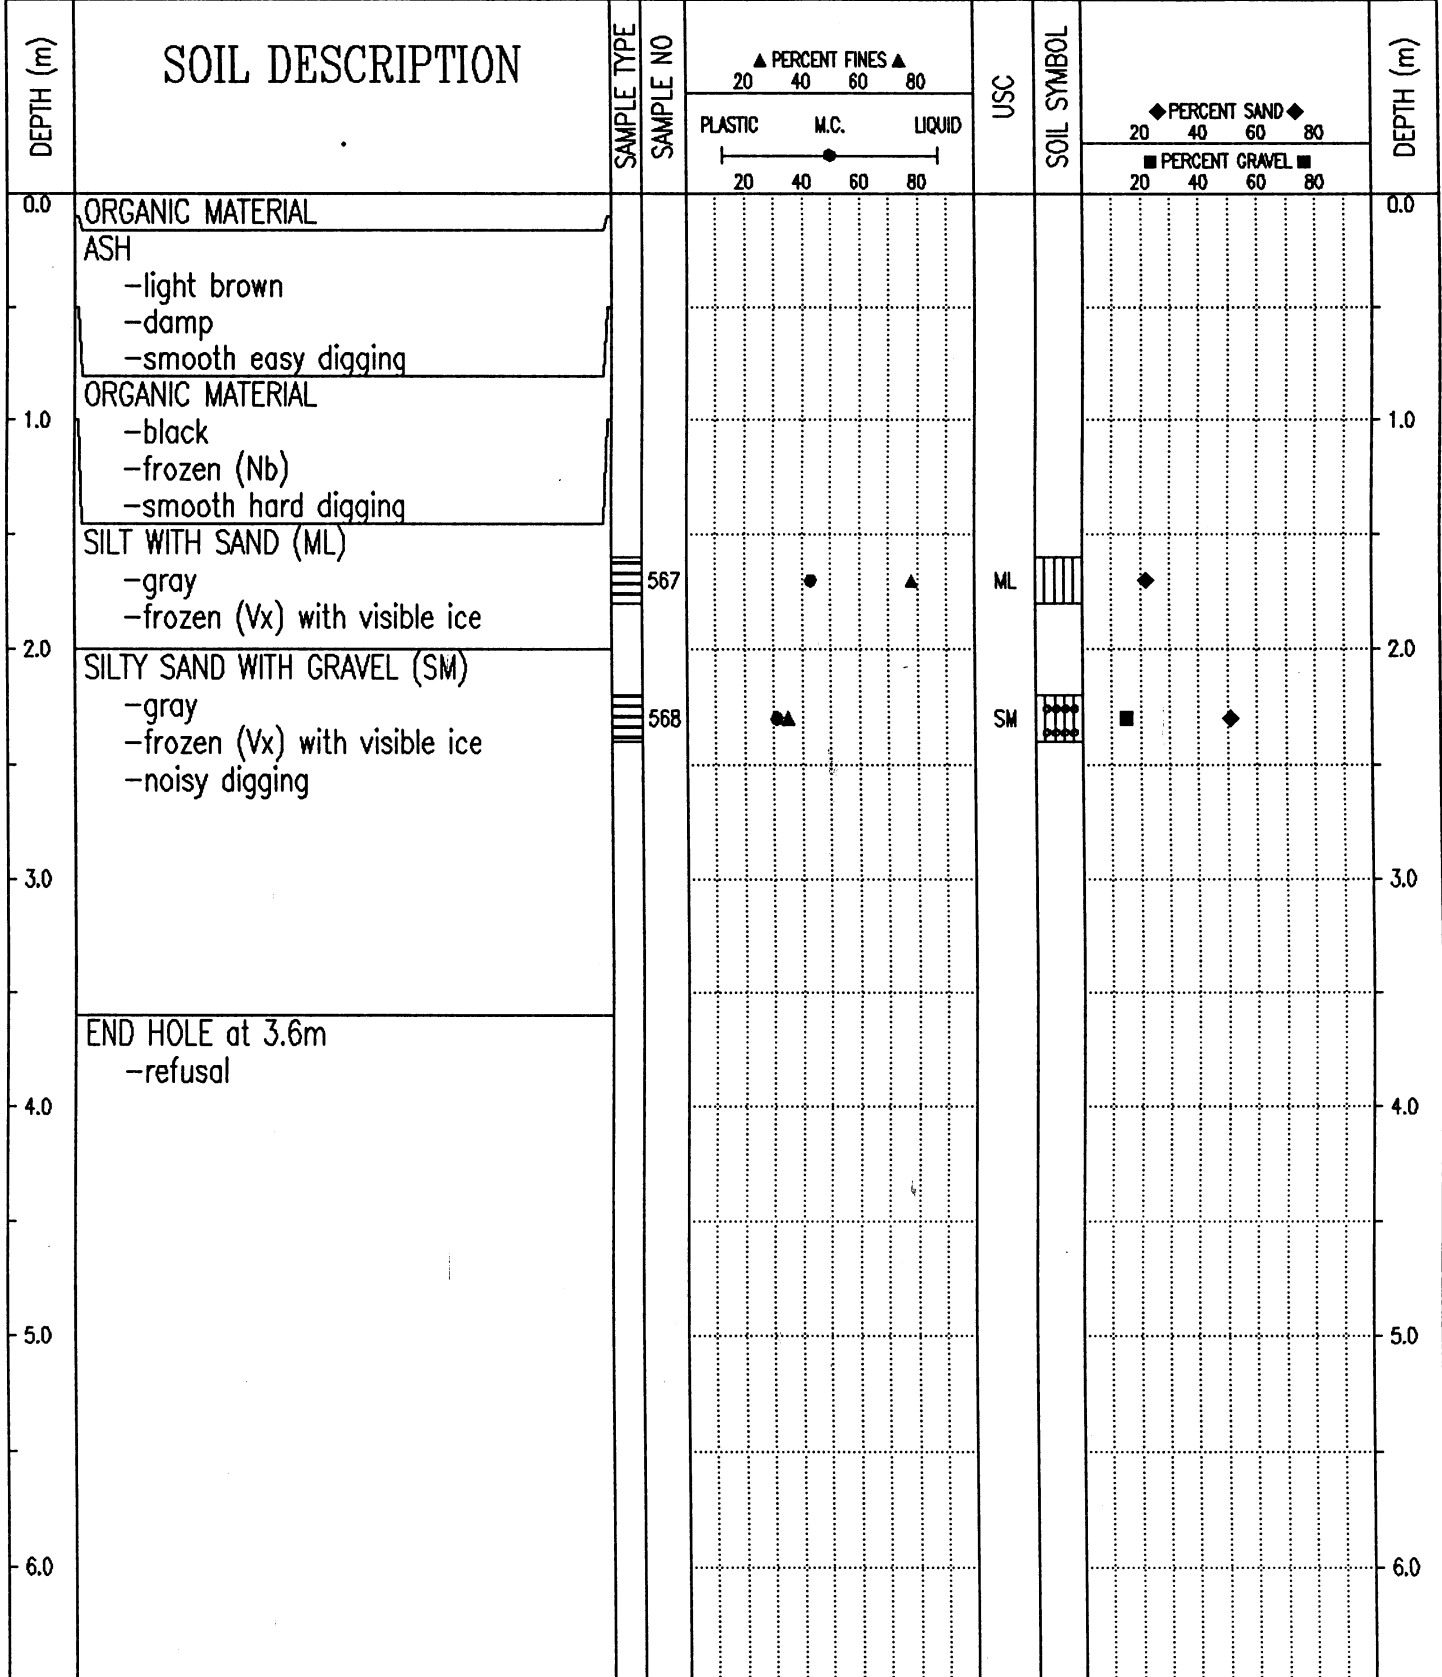 DEPTH (m)
SOIL DESCRIPTION
SAMPLE TYPE
SAMPLE NO
▲ PERCENT FINES ▲
20 40 60 80
PLASTIC M.C. LIQUID
20 40 60 80
USC
SOIL SYMBOL
◆ PERCENT SAND ◆
20 40 60 80
■ PERCENT GRAVEL ■
20 40 60 80
DEPTH (m)
0.0 ORGANIC MATERIAL 0.0
ASH
-light brown
-damp
-smooth easy digging
ORGANIC MATERIAL
1.0 -black 1.0
-frozen (Nb)
-smooth hard digging
SILT WITH SAND (ML)
-gray 567 ML
-frozen (Vx) with visible ice
2.0 2.0
SILTY SAND WITH GRAVEL (SM)
-gray 568 SM
-frozen (Vx) with visible ice
-noisy digging
3.0 3.0
END HOLE at 3.6m
-refusal
4.0 4.0
5.0 5.0
6.0 6.0